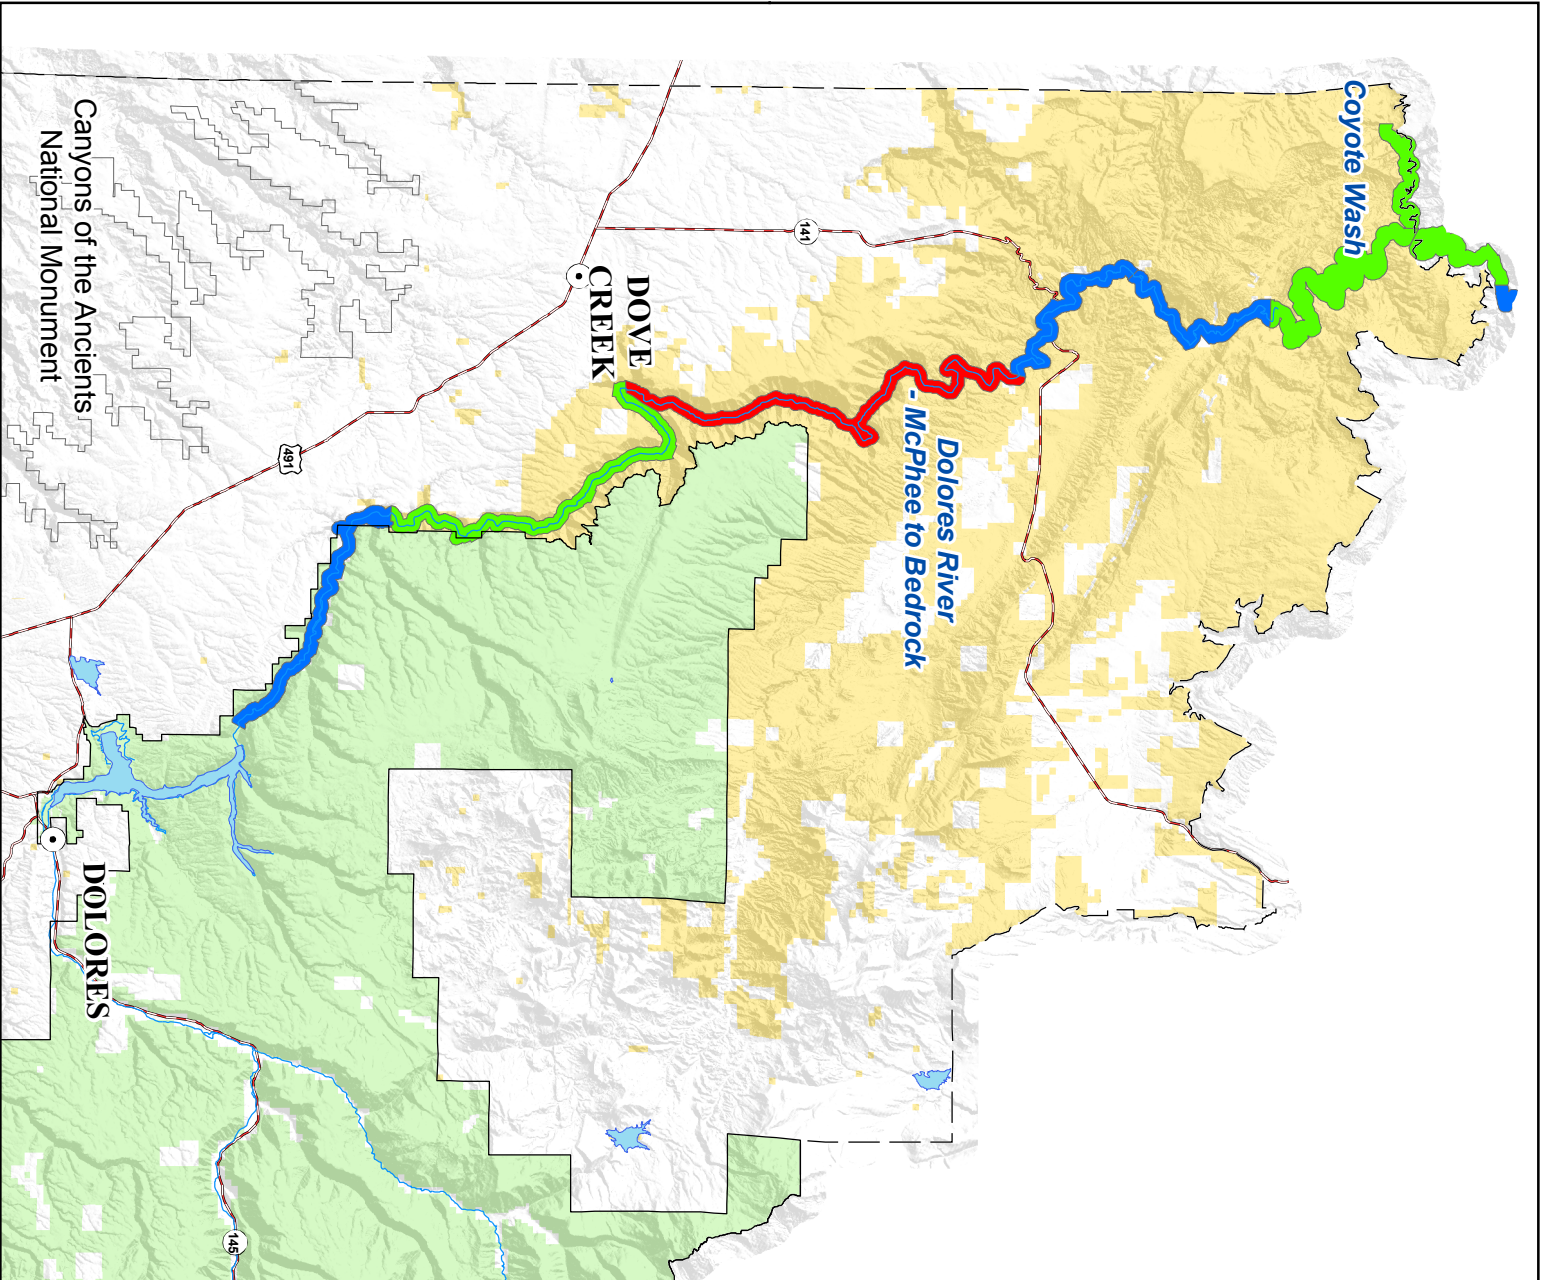 Coyote Wash
141
DOVE
CREEK
Dolores River
- McPhee to Bedrock
Canyons of the Ancients
National Monument
491
DOLORES
145